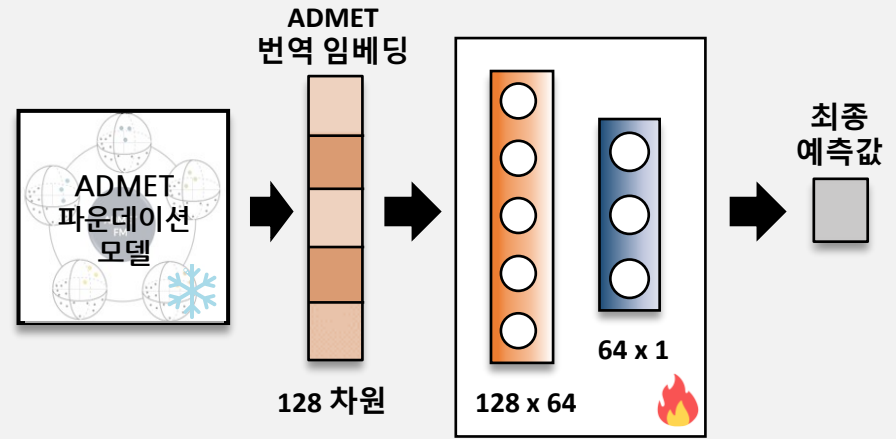 ADMET
번역 임베딩
ADMET
파운데이션
FM
모델
128 차원
128 x 64
64 x 1
최종
예측값